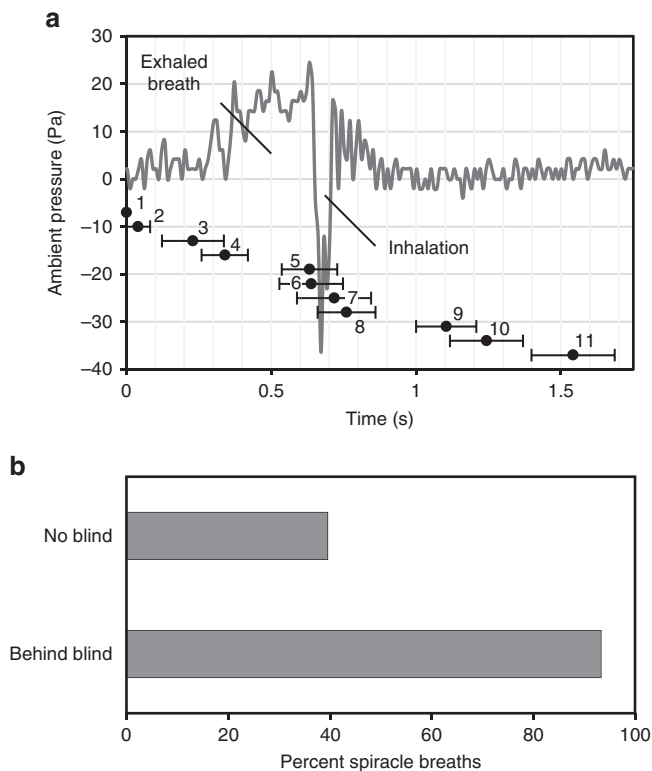 a
30
20
10
0
–10
–20
–30
–40
Ambient pressure (Pa)
Exhaled
breath
Inhalation
1
2
3
4
5
6
7
8
9
10
11
0
0.5
1
1.5
Time (s)
b
No blind
Behind blind
0
20
40
60
80
100
Percent spiracle breaths